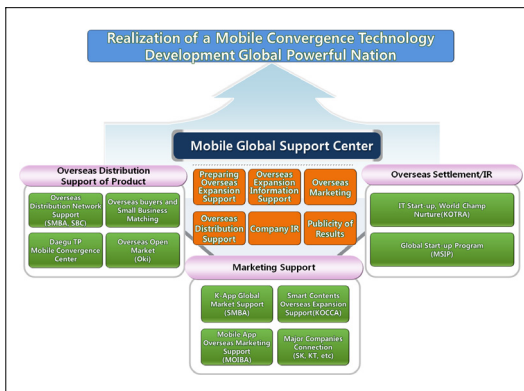 Realization of a Mobile Convergence Technology
Development Global Powerful Nation
Mobile Global Support Center
Preparing
Overseas
Expansion
Support
Overseas
Expansion
Information
Support
Overseas
Marketing
Overseas
Distribution
Support
Company IR
Publicity of
Results
Overseas Distribution
Support of Product
Overseas
Distribution Network
Support
(SMBA, SBC)
Overseas buyers and
Small Business
Matching
Daegu TP
Mobile Convergence
Center
Overseas Open
Market
(Oki)
Marketing Support
K-App Global
Market Support
(SMBA)
Smart Contents
Overseas Expansion
Support(KOCCA)
Mobile App
Overseas Marketing
Support
(MOIBA)
Major Companies
Connection
(SK, KT, etc)
Overseas Settlement/IR
IT Start-up, World Champ
Nurture(KOTRA)
Global Start-up Program
(MSIP)